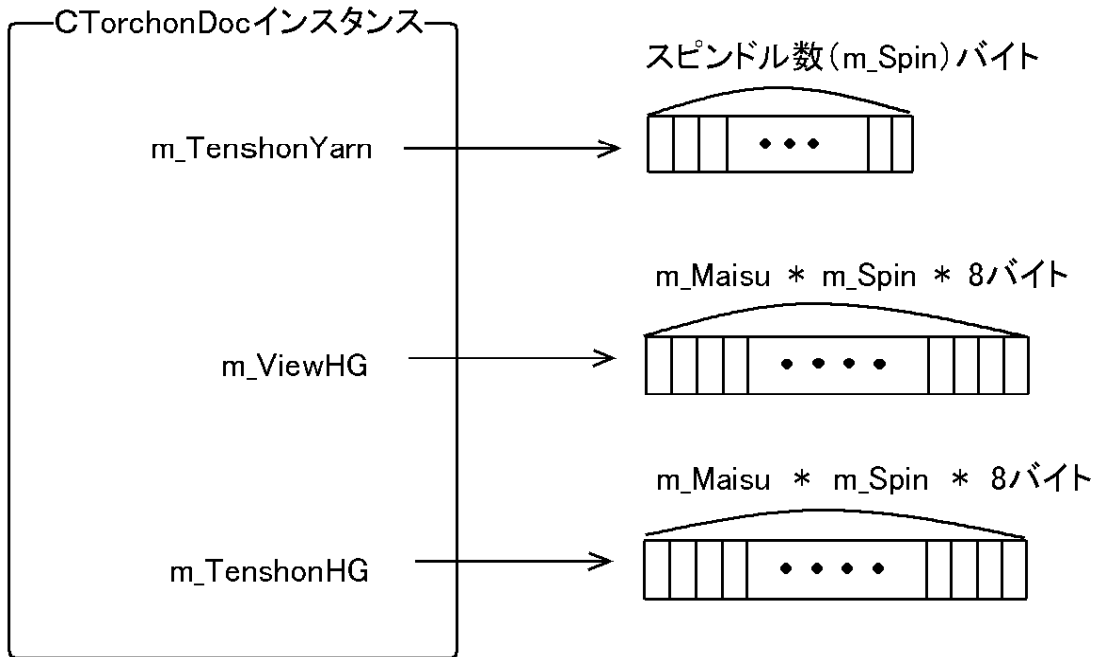 CTorchonDocインスタンス
スピンドル数(m_Spin)バイト
m_TenshonYarn
m_Maisu * m_Spin * 8バイト
m_ViewHG
m_Maisu * m_Spin * 8バイト
m_TenshonHG